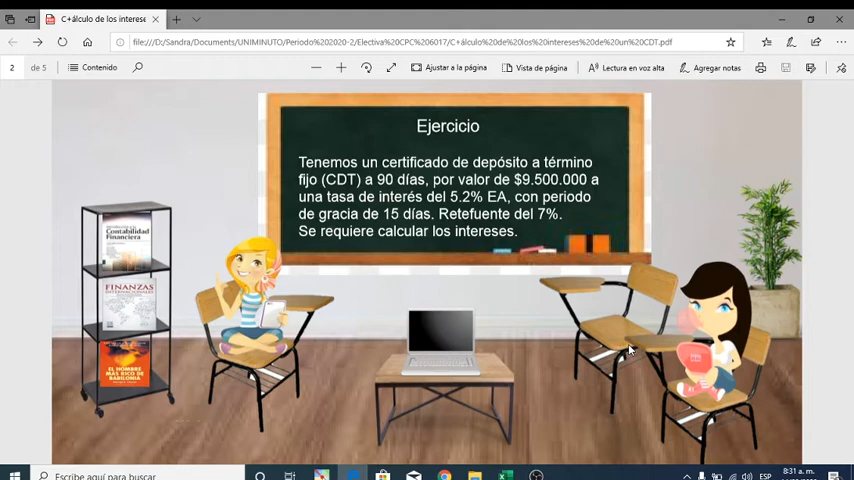 C+álculo de los interese
file:///D:/Sandra/Documents/UNIMINUTO/Periodo%202020-2/Electiva%20CPC%206017/C+álculo%20de%20los%20intereses%20de%20un%20CDT.pdf
2 de 5 Contenido Ajustar a la página Vista de página Lectura en voz alta Agregar notas
Ejercicio
Tenemos un certificado de depósito a término
fijo (CDT) a 90 días, por valor de $9.500.000 a
una tasa de interés del 5.2% EA, con periodo
de gracia de 15 días. Retefuente del 7%.
Se requiere calcular los intereses.
Contabilidad
Financiera
FINANZAS
INTERNACIONALES
EL HOMBRE
MÁS RICO DE
BABILONIA
Escribe aquí para buscar
ESP
8:31 a. m.